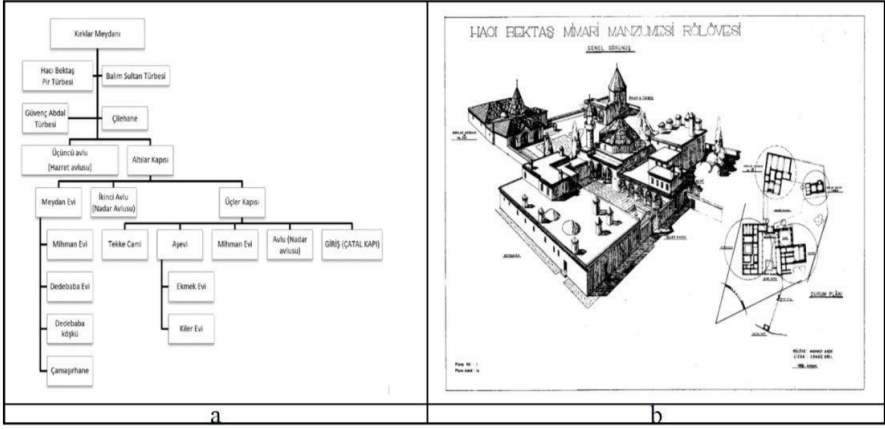 Kırklar Meydanı
Hacı Bektaş
Pir Türbesi
Balım Sultan Türbesi
Güvenç Abdal
Türbesi
Çilehane
Üçüncü avlu
(Hazret avlusu)
Altılar Kapısı
Meydan Evi
İkinci Avlu
(Nadar Avlusu)
Üçler Kapısı
Mihman Evi
Tekke Cami
Aşevi
Mihman Evi
Avlu (Nadar
avlusu)
GİRİŞ (ÇATAL KAPI)
Dedebaba Evi
Ekmek Evi
Dedebaba
köşkü
Kiler Evi
Çamaşırhane
a
HACI BEKTAŞ MİMARİ MANZUMESİ RÖLÖVESİ
GENEL GÖRÜNÜŞ
DURUM PLÂNI
b